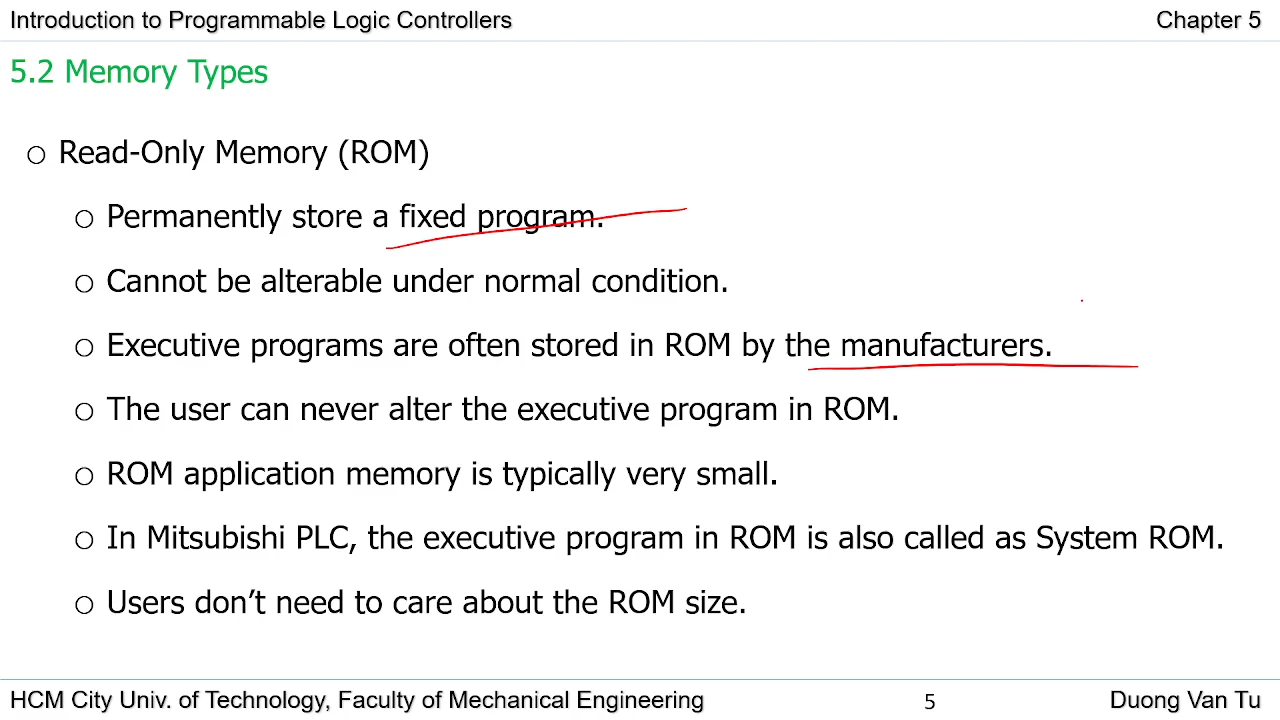 Introduction to Programmable Logic Controllers Chapter 5
5.2 Memory Types
Read-Only Memory (ROM)
Permanently store a fixed program.
Cannot be alterable under normal condition.
Executive programs are often stored in ROM by the manufacturers.
The user can never alter the executive program in ROM.
ROM application memory is typically very small.
In Mitsubishi PLC, the executive program in ROM is also called as System ROM.
Users don’t need to care about the ROM size.
HCM City Univ. of Technology, Faculty of Mechanical Engineering 5 Duong Van Tu